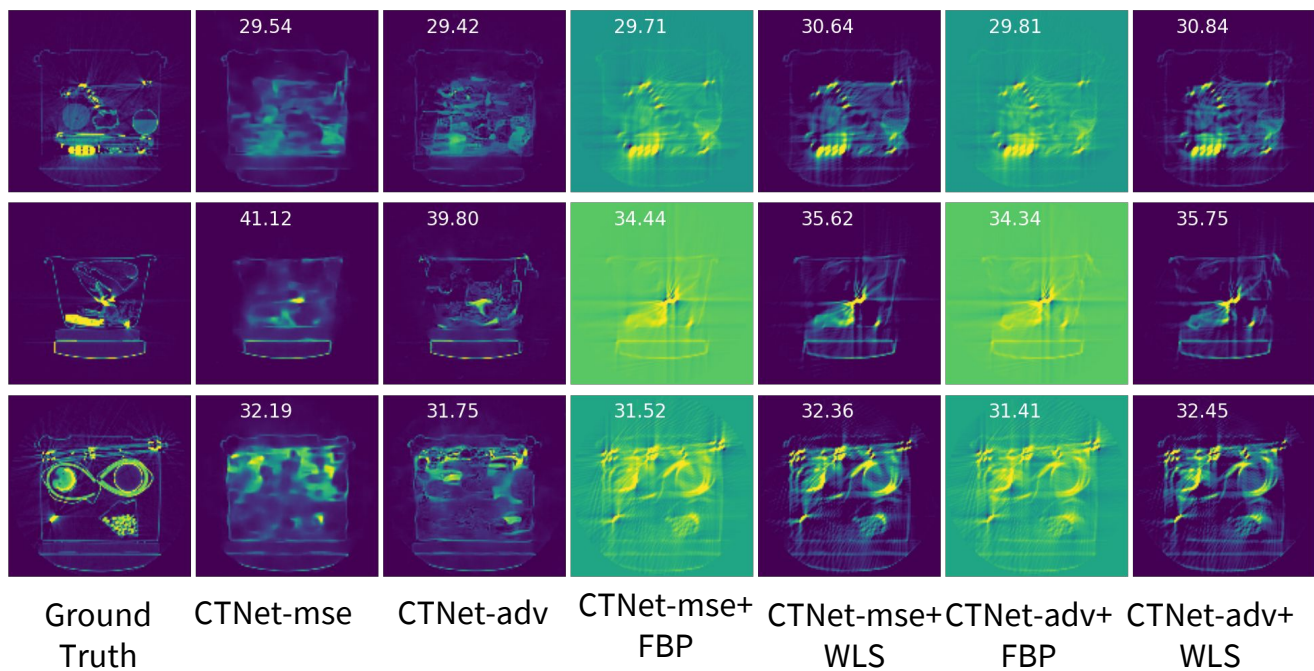 29.54 29.42 29.71 30.64 29.81 30.84
41.12 39.80 34.44 35.62 34.34 35.75
32.19 31.75 31.52 32.36 31.41 32.45
Ground
Truth
CTNet-mse
CTNet-adv
CTNet-mse+
FBP
CTNet-mse+
WLS
CTNet-adv+
FBP
CTNet-adv+
WLS